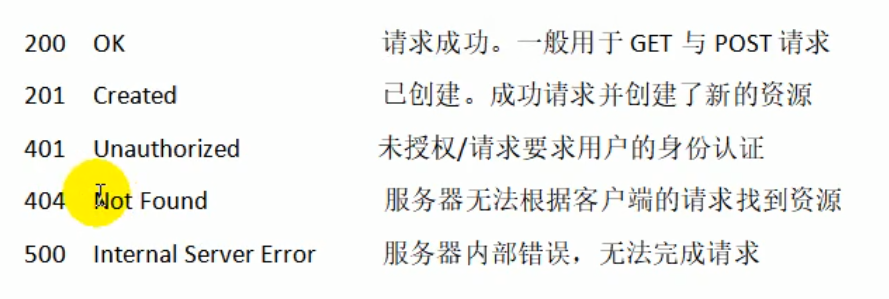 200 OK 请求成功。一般用于 GET 与 POST 请求
201 Created 已创建。成功请求并创建了新的资源
401 Unauthorized 未授权/请求要求用户的身份认证
404 Not Found 服务器无法根据客户端的请求找到资源
500 Internal Server Error 服务器内部错误，无法完成请求